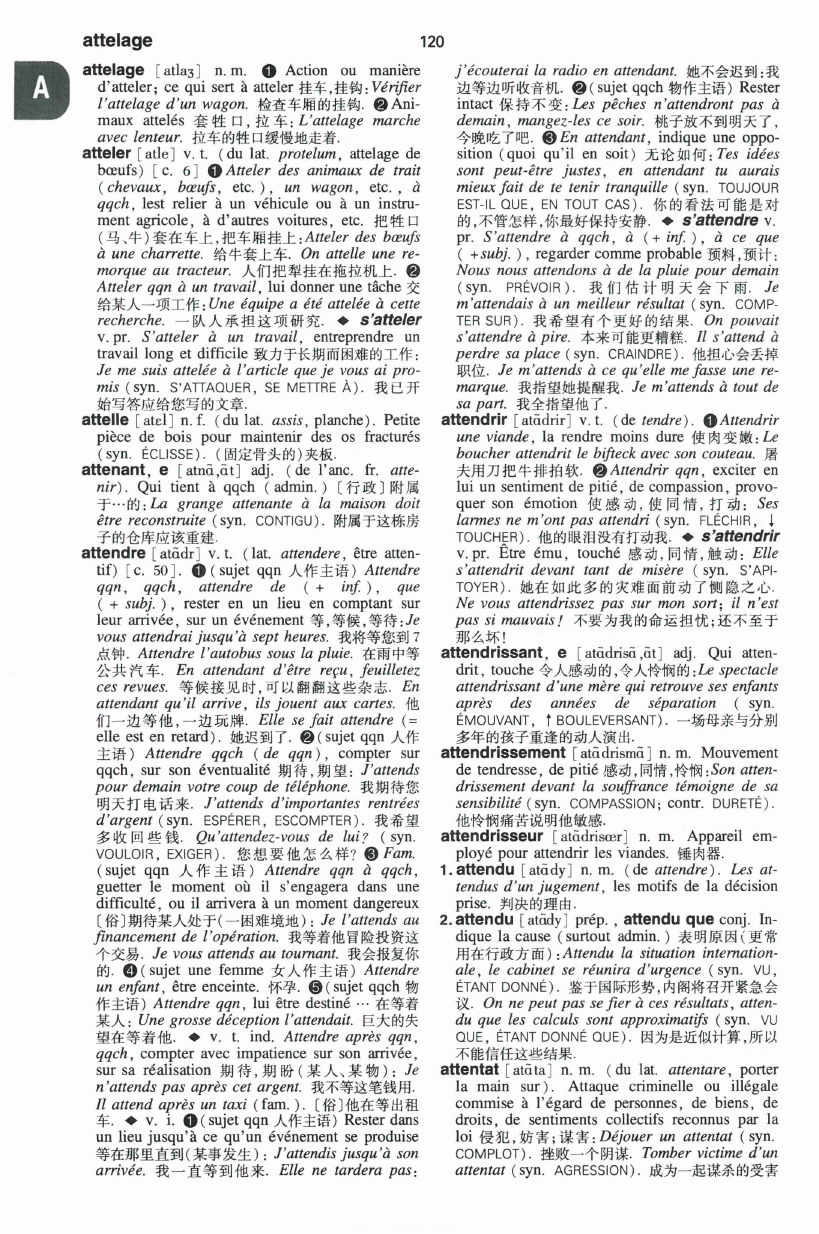 attelage
120
A
attelage [atlaʒ] n. m. ❶ Action ou manière
d'atteler; ce qui sert à atteler 挂车,挂钩:Vérifier
l'attelage d'un wagon. 检查车厢的挂钩. ❷ Ani-
maux attelés 套牲口,拉车: L'attelage marche
avec lenteur. 拉车的牲口缓慢地走着.
atteler [atle] v. t. (du lat. protelum, attelage de
bœufs) [c. 6] ❶ Atteler des animaux de trait
(chevaux, bœufs, etc. ), un wagon, etc. , à
qqch, lest relier à un véhicule ou à un instru-
ment agricole, à d'autres voitures, etc. 把牲口
(马、牛)套在车上,把车厢挂上:Atteler des bœufs
à une charrette. 给牛套上车. On attelle une re-
morque au tracteur. 人们把犁挂在拖拉机上. ❷
Atteler qqn à un travail, lui donner une tâche 交
给某人一项工作:Une équipe a été attelée à cette
recherche. 一队人承担这项研究. ◆ s'atteler
v. pr. S'atteler à un travail, entreprendre un
travail long et difficile 致力于长期而困难的工作:
Je me suis attelée à l'article que je vous ai pro-
mis (syn. S'ATTAQUER, SE METTRE À). 我已开
始写答应给您写的文章.
attelle [atel] n. f. (du lat. assis, planche). Petite
pièce de bois pour maintenir des os fracturés
(syn. ÉCLISSE). (固定骨头的)夹板.
attenant, e [atnã,ãt] adj. (de l'anc. fr. atte-
nir). Qui tient à qqch (admin. ) [行政] 附属
于…的: La grange attenante à la maison doit
être reconstruite (syn. CONTIGU). 附属于这栋房
子的仓库应该重建.
attendre [atãdr] v. t. (lat. attendere, être atten-
tif) [c. 50]. ❶ (sujet qqn 人作主语) Attendre
qqn, qqch, attendre de ( + inf. ), que
( + subj. ), rester en un lieu en comptant sur
leur arrivée, sur un événement 等,等候,等待:Je
vous attendrai jusqu'à sept heures. 我将等您到7
点钟. Attendre l'autobus sous la pluie. 在雨中等
公共汽车. En attendant d'être reçu, feuilletez
ces revues. 等候接见时,可以翻翻这些杂志. En
attendant qu'il arrive, ils jouent aux cartes. 他
们一边等他,一边玩牌. Elle se fait attendre (=
elle est en retard). 她迟到了. ❷ (sujet qqn 人作
主语) Attendre qqch (de qqn), compter sur
qqch, sur son éventualité 期待,期望: J'attends
pour demain votre coup de téléphone. 我期待您
明天打电话来. J'attends d'importantes rentrées
d'argent (syn. ESPÉRER, ESCOMPTER). 我希望
多收回些钱. Qu'attendez-vous de lui? (syn.
VOULOIR, EXIGER). 您想要他怎么样? ❸ Fam.
(sujet qqn 人作主语) Attendre qqn à qqch,
guetter le moment où il s'engagera dans une
difficulté, ou il arrivera à un moment dangereux
[俗]期待某人处于(一困难境地): Je l'attends au
financement de l'opération. 我等着他冒险投资这
个交易. Je vous attends au tournant. 我会报复你
的. ❹ (sujet une femme 女人作主语) Attendre
un enfant, être enceinte. 怀孕. ❺ (sujet qqch 物
作主语) Attendre qqn, lui être destiné … 在等着
某人: Une grosse déception l'attendait. 巨大的失
望在等着他. ◆ v. t. ind. Attendre après qqn,
qqch, compter avec impatience sur son arrivée,
sur sa réalisation 期待,期盼(某人、某物): Je
n'attends pas après cet argent. 我不等这笔钱用.
Il attend après un taxi (fam. ). [俗]他在等出租
车. ◆ v. i. ❶ (sujet qqn 人作主语) Rester dans
un lieu jusqu'à ce qu'un événement se produise
等在那里直到(某事发生): J'attendis jusqu'à son
arrivée. 我一直等到他来. Elle ne tardera pas:
j'écouterai la radio en attendant. 她不会迟到:我
边等边听收音机. ❷ (sujet qqch 物作主语) Rester
intact 保持不变: Les pêches n'attendront pas à
demain, mangez-les ce soir. 桃子放不到明天了,
今晚吃了吧. ❸ En attendant, indique une oppo-
sition (quoi qu'il en soit) 无论如何: Tes idées
sont peut-être justes, en attendant tu aurais
mieux fait de te tenir tranquille (syn. TOUJOUR
EST-IL QUE, EN TOUT CAS). 你的看法可能是对
的,不管怎样,你最好保持安静. ◆ s'attendre v.
pr. S'attendre à qqch, à ( + inf. ), à ce que
( +subj. ), regarder comme probable 预料,预计:
Nous nous attendons à de la pluie pour demain
(syn. PRÉVOIR). 我们估计明天会下雨. Je
m'attendais à un meilleur résultat (syn. COMP-
TER SUR). 我希望有个更好的结果. On pouvait
s'attendre à pire. 本来可能更糟糕. Il s'attend à
perdre sa place (syn. CRAINDRE). 他担心会丢掉
职位. Je m'attends à ce qu'elle me fasse une re-
marque. 我指望她提醒我. Je m'attends à tout de
sa part. 我全指望他了.
attendrir [atãdrir] v. t. (de tendre). ❶ Attendrir
une viande, la rendre moins dure 使肉变嫩:Le
boucher attendrit le bifteck avec son couteau. 屠
夫用刀把牛排拍软. ❷ Attendrir qqn, exciter en
lui un sentiment de pitié, de compassion, provo-
quer son émotion 使感动,使同情,打动: Ses
larmes ne m'ont pas attendri (syn. FLÉCHIR, ↓
TOUCHER). 他的眼泪没有打动我. ◆ s'attendrir
v. pr. Être ému, touché 感动,同情,触动: Elle
s'attendrit devant tant de misère (syn. S'API-
TOYER). 她在如此多的灾难面前动了恻隐之心.
Ne vous attendrissez pas sur mon sort; il n'est
pas si mauvais! 不要为我的命运担忧;还不至于
那么坏!
attendrissant, e [atãdrisã,ãt] adj. Qui atten-
drit, touche 令人感动的,令人怜悯的:Le spectacle
attendrissant d'une mère qui retrouve ses enfants
après des années de séparation ( syn.
ÉMOUVANT, ↑ BOULEVERSANT). 一场母亲与分别
多年的孩子重逢的动人演出.
attendrissement [atãdrismã] n. m. Mouvement
de tendresse, de pitié 感动,同情,怜悯:Son atten-
drissement devant la souffrance témoigne de sa
sensibilité (syn. COMPASSION; contr. DURETÉ).
他怜悯痛苦说明他敏感.
attendrisseur [atãdrisœr] n. m. Appareil em-
ployé pour attendrir les viandes. 锤肉器.
1. attendu [atãdy] n. m. (de attendre). Les at-
tendus d'un jugement, les motifs de la décision
prise. 判决的理由.
2. attendu [atãdy] prép. , attendu que conj. In-
dique la cause (surtout admin. ) 表明原因(更常
用在行政方面): Attendu la situation internation-
ale, le cabinet se réunira d'urgence (syn. VU,
ÉTANT DONNÉ). 鉴于国际形势,内阁将召开紧急会
议. On ne peut pas se fier à ces résultats, atten-
du que les calculs sont approximatifs (syn. VU
QUE, ÉTANT DONNÉ QUE). 因为是近似计算,所以
不能信任这些结果.
attentat [atãta] n. m. (du lat. attentare, porter
la main sur). Attaque criminelle ou illégale
commise à l'égard de personnes, de biens, de
droits, de sentiments collectifs reconnus par la
loi 侵犯,妨害;谋害: Déjouer un attentat (syn.
COMPLOT). 挫败一个阴谋. Tomber victime d'un
attentat (syn. AGRESSION). 成为一起谋杀的受害